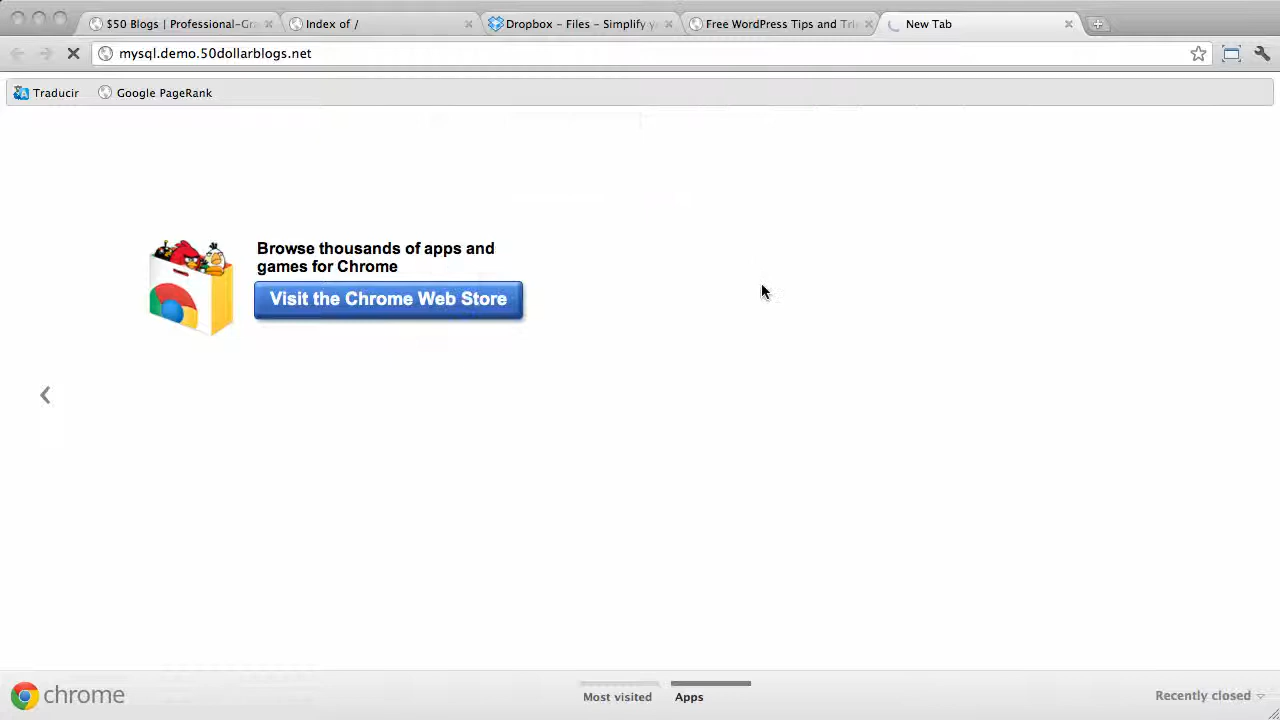 $50 Blogs | Professional-Gra
Index of /
Dropbox – Files – Simplify y
Free WordPress Tips and Tri
New Tab
mysql.demo.50dollarblogs.net
Traducir
Google PageRank
Browse thousands of apps and
games for Chrome
Visit the Chrome Web Store
chrome
Most visited
Apps
Recently closed